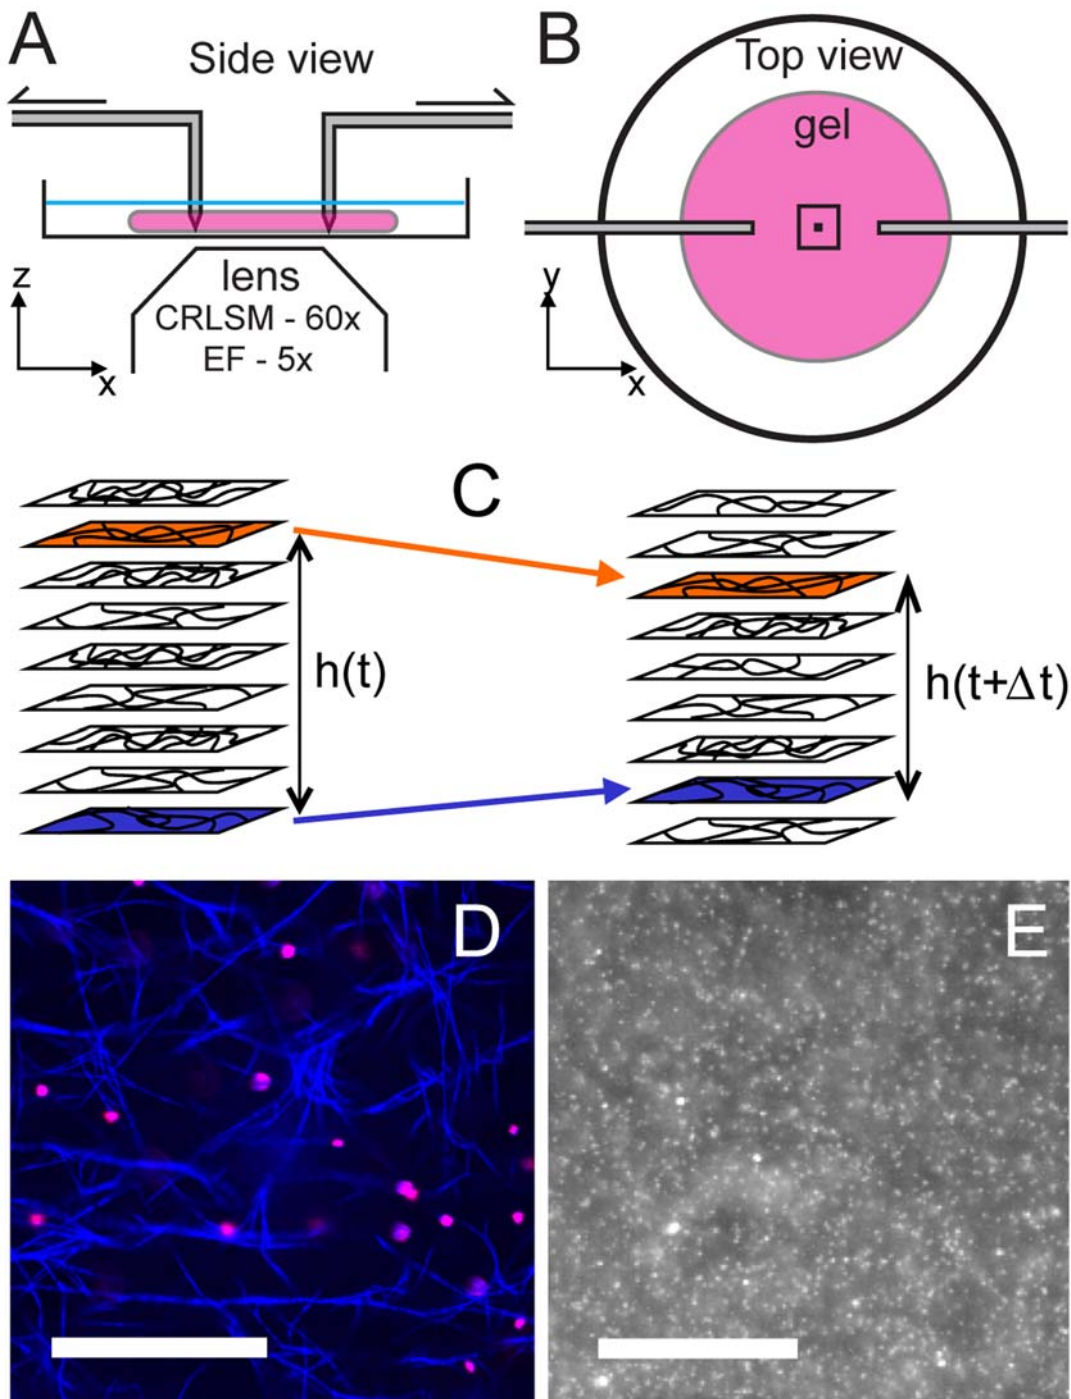 A
Side view
z
x
lens
CRLSM - 60x
EF - 5x
B
Top view
gel
y
x
C
h(t)
h(t+Δt)
D
E